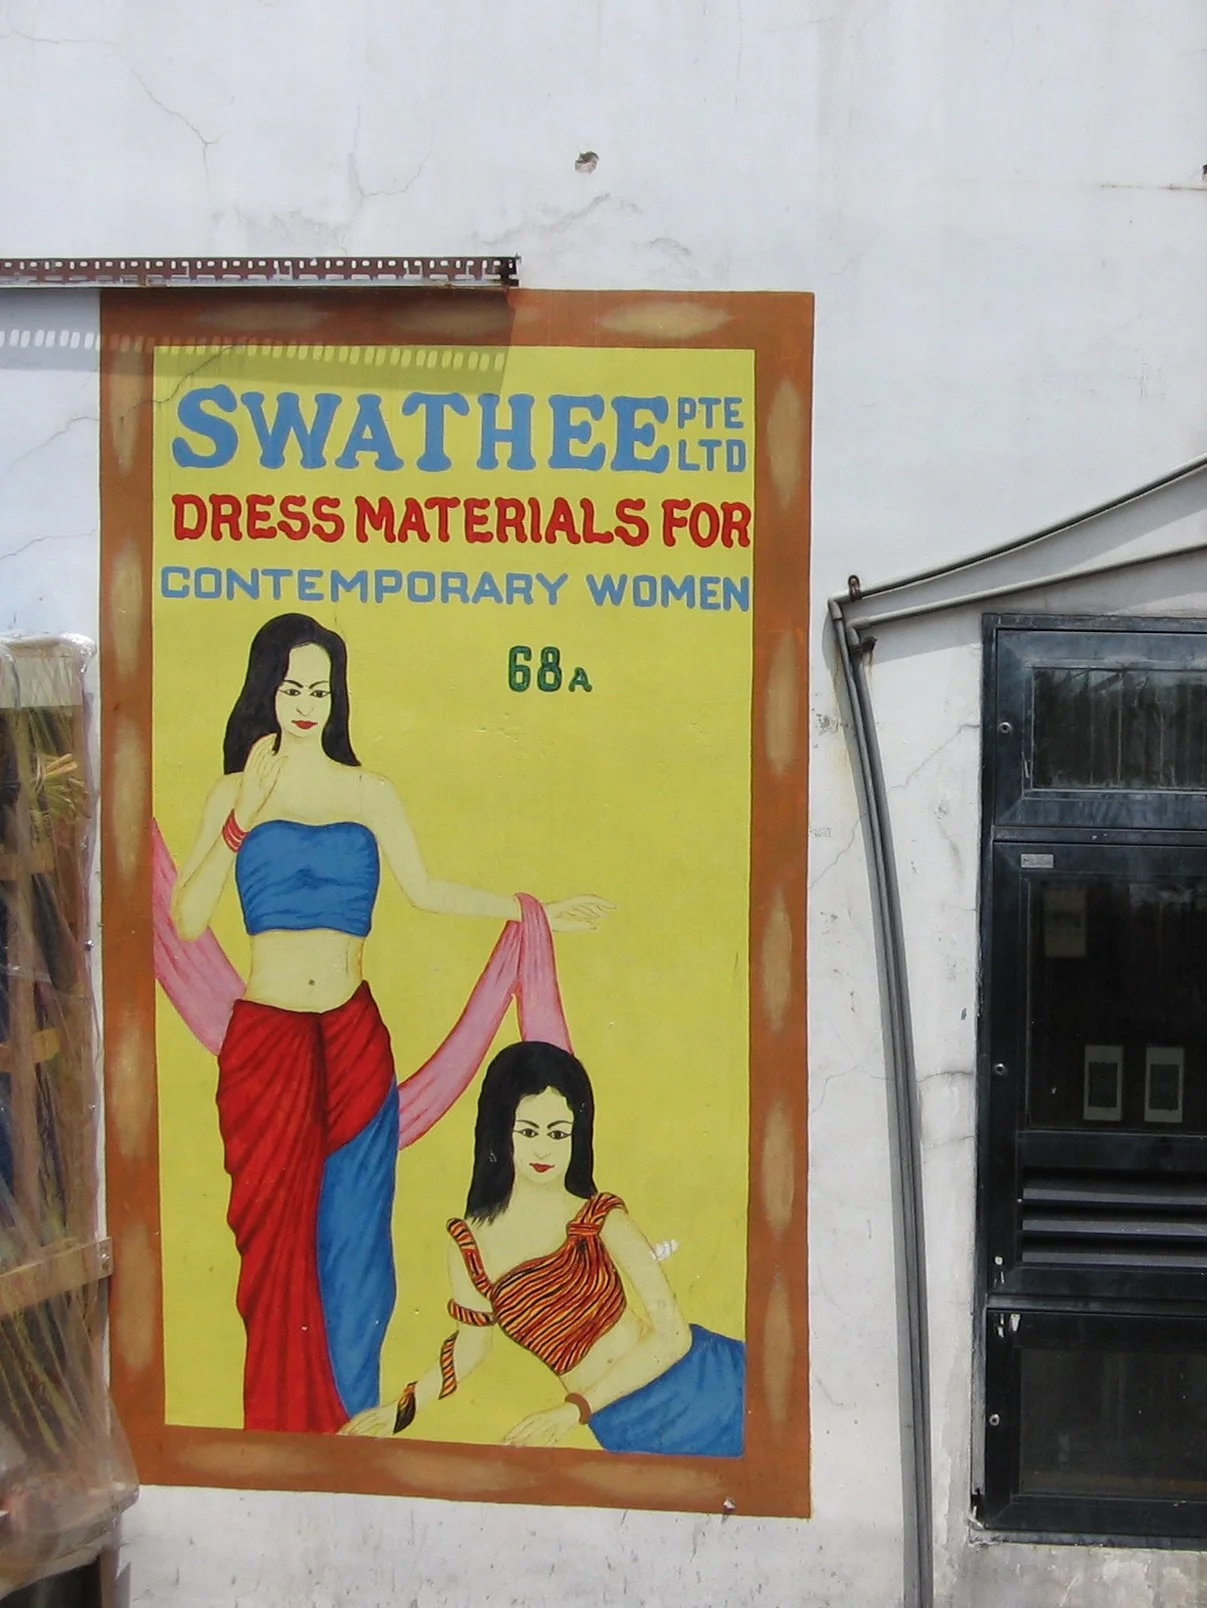 SWATHEE PTE LTD
DRESS MATERIALS FOR
CONTEMPORARY WOMEN
68A